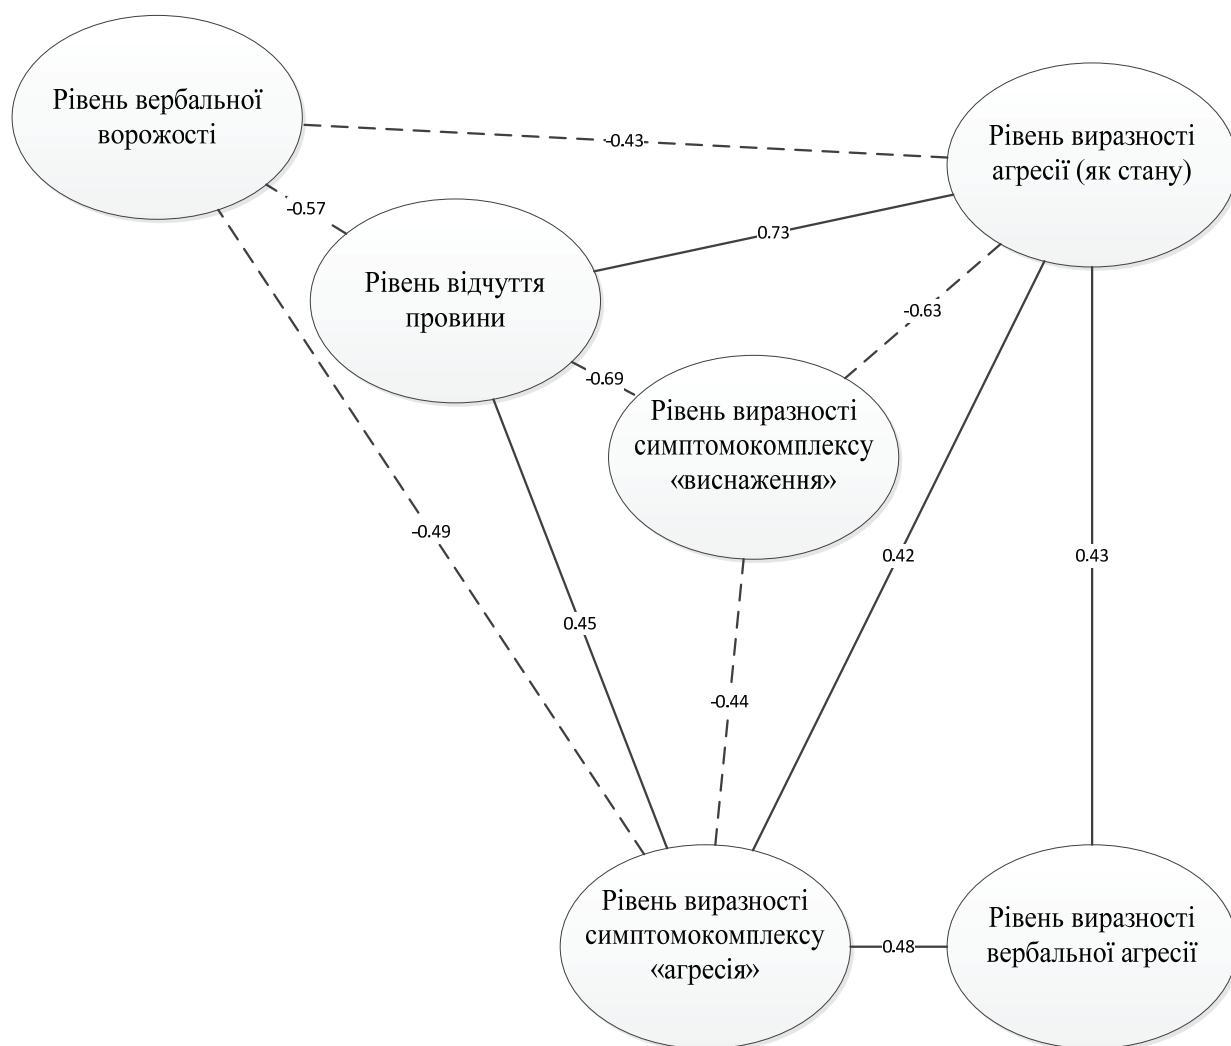 Рівень вербальної
ворожості
-0.43
Рівень виразності
агресії (як стану)
-0.57
0.73
Рівень відчуття
провини
-0.63
-0.69
Рівень виразності
симптомокомплексу
«виснаження»
-0.49
0.42
0.43
0.45
-0.44
Рівень виразності
симптомокомплексу
«агресія»
0.48
Рівень виразності
вербальної агресії